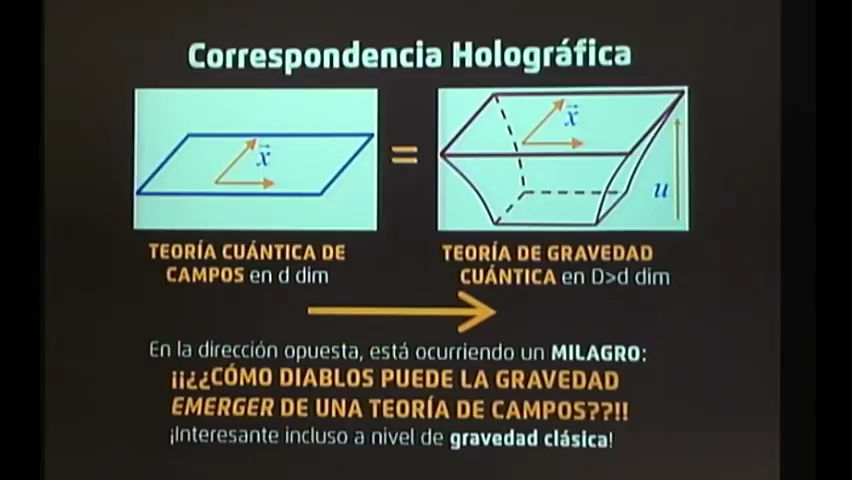 Correspondencia Holográfica
x
=
x
u
TEORÍA CUÁNTICA DE
CAMPOS en d dim
TEORÍA DE GRAVEDAD
CUÁNTICA en D>d dim
En la dirección opuesta, está ocurriendo un MILAGRO:
¡¡¿¿CÓMO DIABLOS PUEDE LA GRAVEDAD
EMERGER DE UNA TEORÍA DE CAMPOS??!!
¡Interesante incluso a nivel de gravedad clásica!